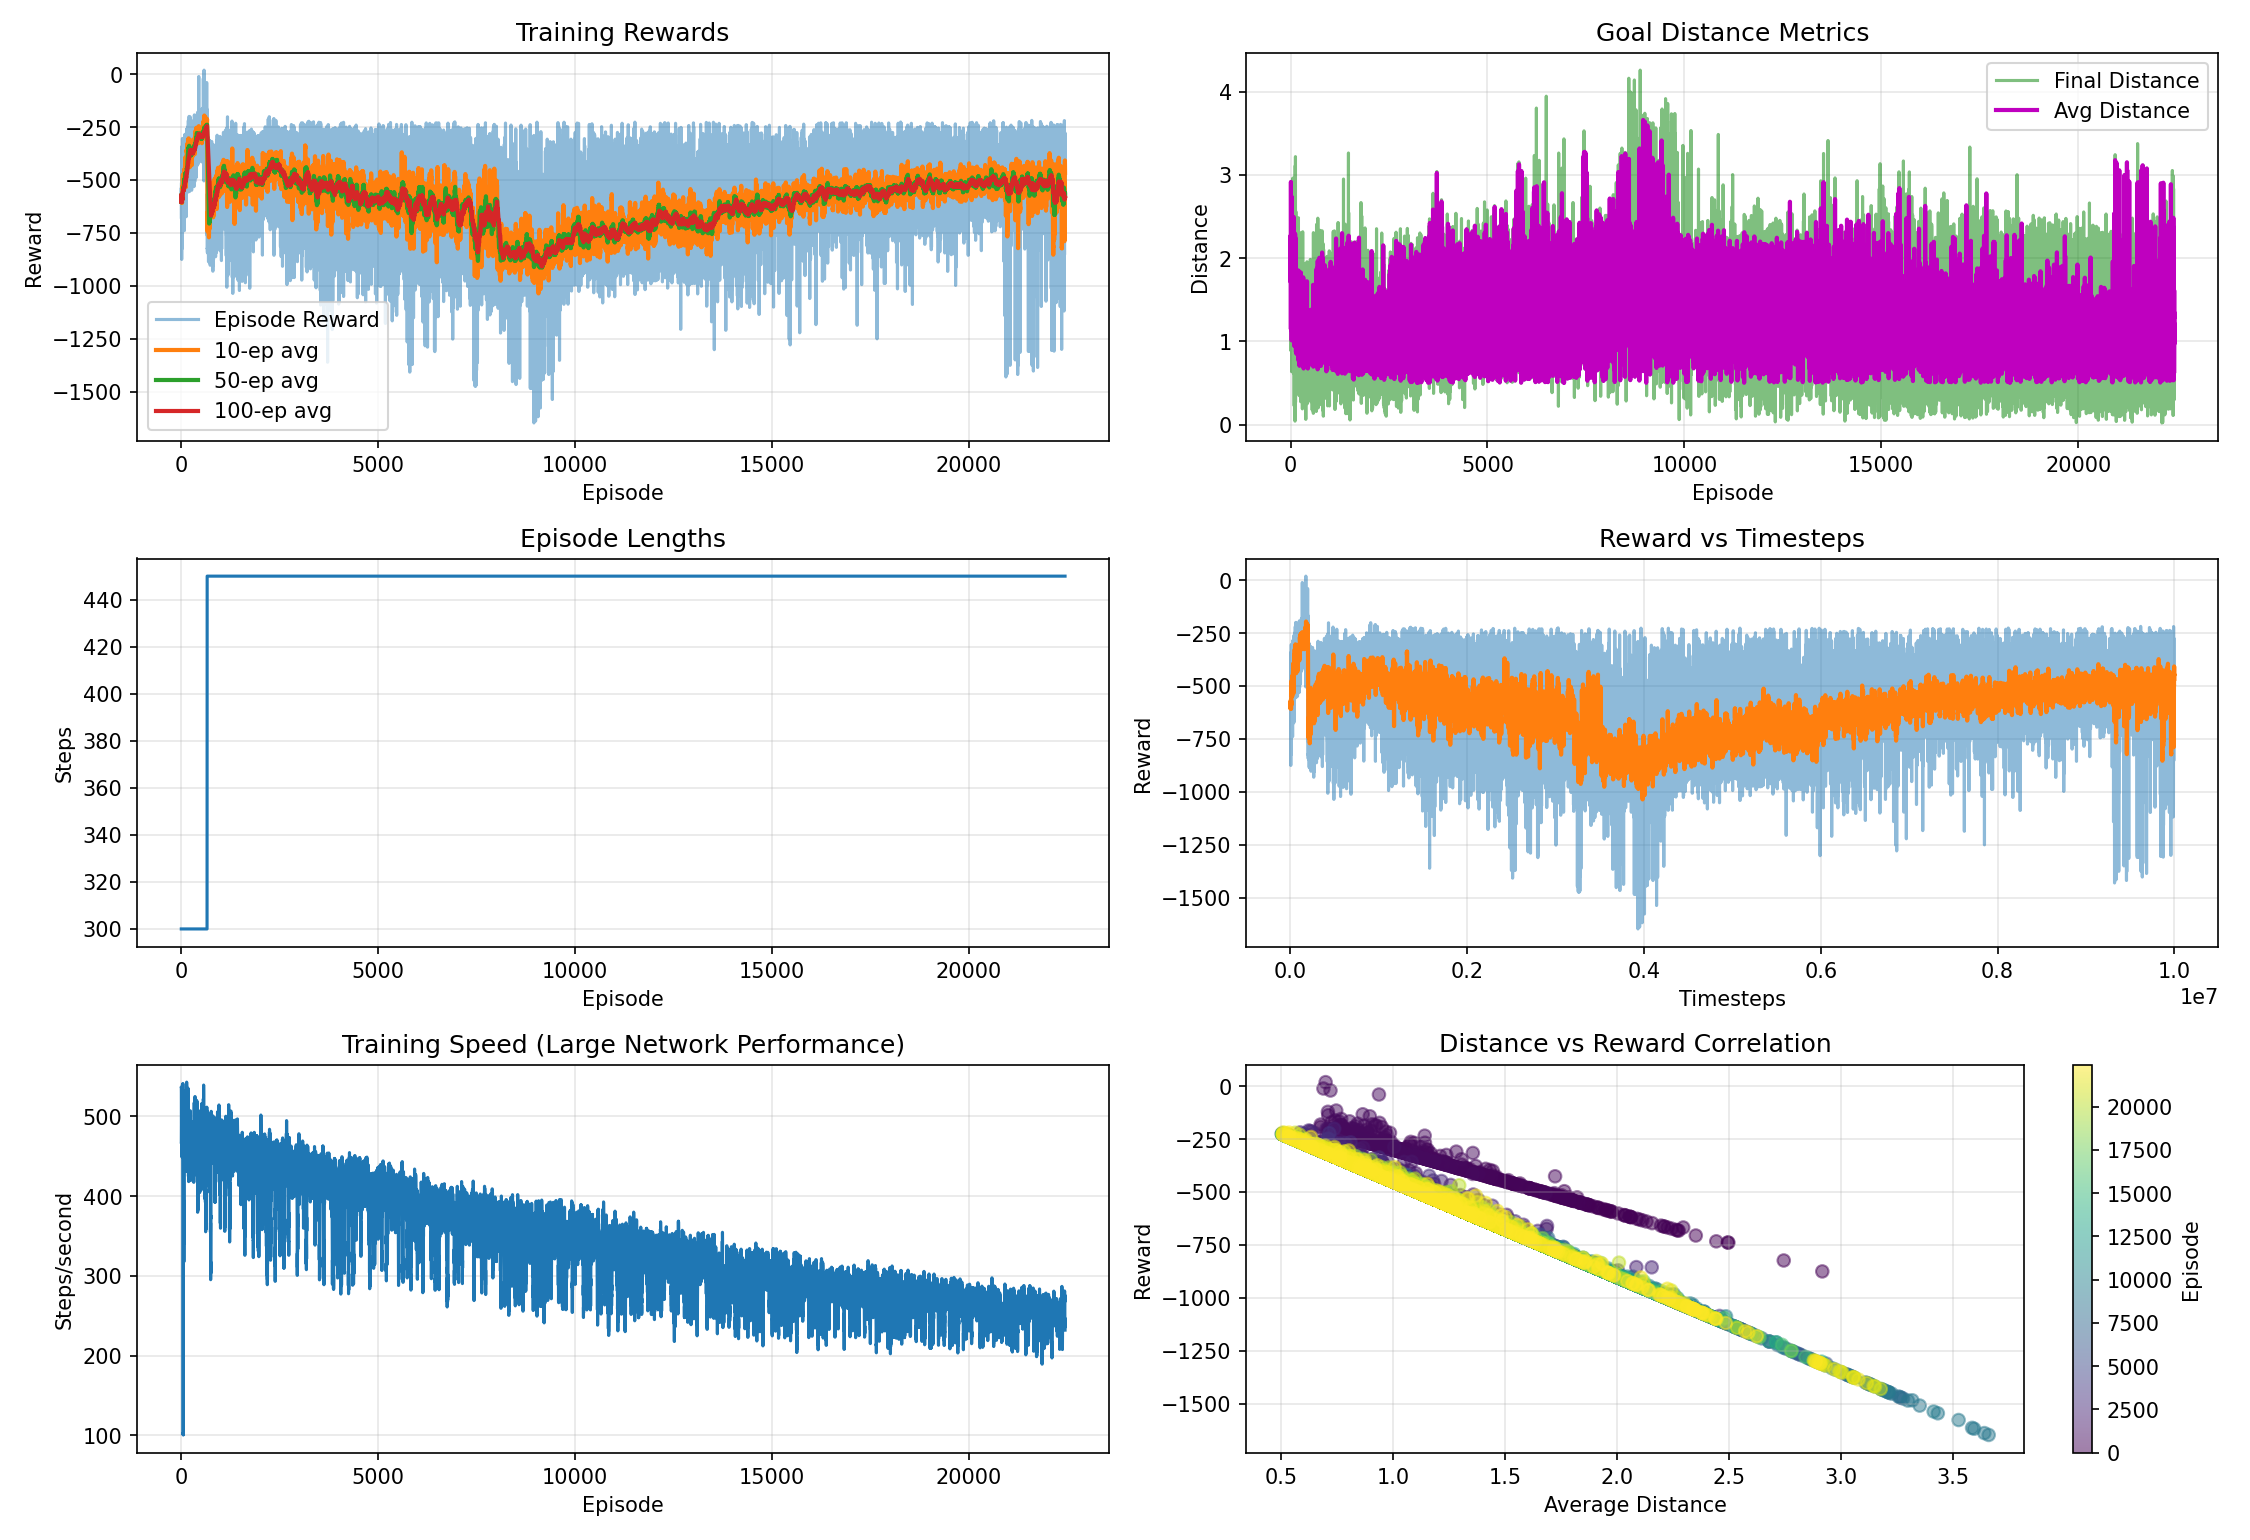 Training Rewards
Reward
0
−250
−500
−750
−1000
−1250
−1500
Episode Reward
10-ep avg
50-ep avg
100-ep avg
0 5000 10000 15000 20000
Episode
Goal Distance Metrics
Distance
4
3
2
1
0
Final Distance
Avg Distance
0 5000 10000 15000 20000
Episode
Episode Lengths
Steps
440
420
400
380
360
340
320
300
0 5000 10000 15000 20000
Episode
Reward vs Timesteps
Reward
0
−250
−500
−750
−1000
−1250
−1500
0.0 0.2 0.4 0.6 0.8 1.0
1e7
Timesteps
Training Speed (Large Network Performance)
Steps/second
500
400
300
200
100
0 5000 10000 15000 20000
Episode
Distance vs Reward Correlation
Reward
0
−250
−500
−750
−1000
−1250
−1500
0.5 1.0 1.5 2.0 2.5 3.0 3.5
Average Distance
20000
17500
15000
12500
10000
7500
5000
2500
0
Episode